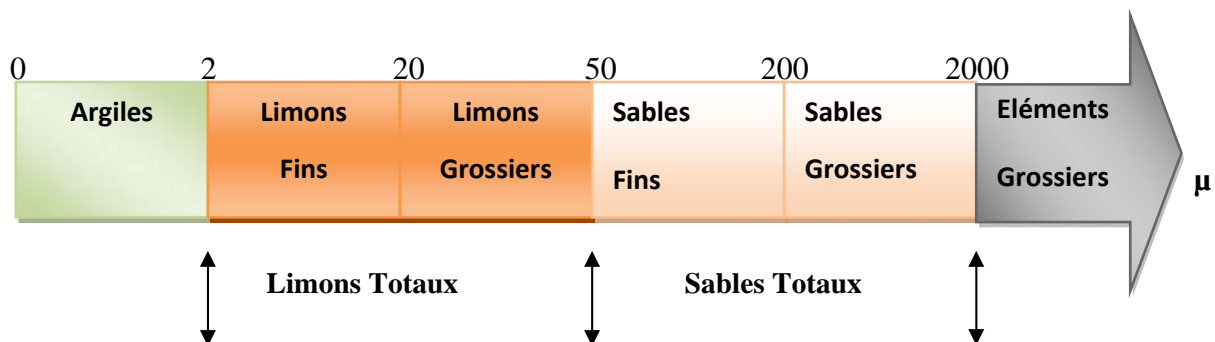 0 2 20 50 200 2000
Argiles Limons Limons Sables Sables Eléments
Fins Grossiers Fins Grossiers Grossiers
µ
Limons Totaux Sables Totaux